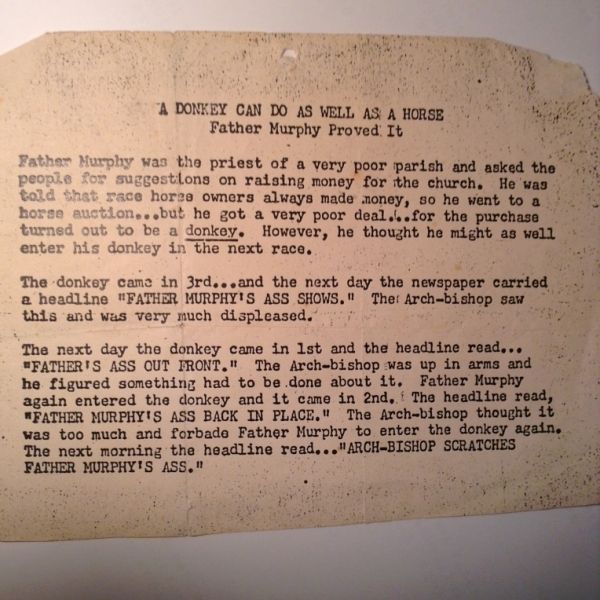 A DONKEY CAN DO AS WELL AS A HORSE
Father Murphy Proved It
Father Murphy was the priest of a very poor parish and asked the
people for suggestions on raising money for the church. He was
told that race horse owners always made money, so he went to a
horse auction...but he got a very poor deal...for the purchase
turned out to be a donkey. However, he thought he might as well
enter his donkey in the next race.
The donkey came in 3rd...and the next day the newspaper carried
a headline "FATHER MURPHY'S ASS SHOWS." The Arch-bishop saw
this and was very much displeased.
The next day the donkey came in 1st and the headline read...
"FATHER'S ASS OUT FRONT." The Arch-bishop was up in arms and
he figured something had to be done about it. Father Murphy
again entered the donkey and it came in 2nd. The headline read,
"FATHER MURPHY'S ASS BACK IN PLACE." The Arch-bishop thought it
was too much and forbade Father Murphy to enter the donkey again.
The next morning the headline read..."ARCH-BISHOP SCRATCHES
FATHER MURPHY'S ASS."